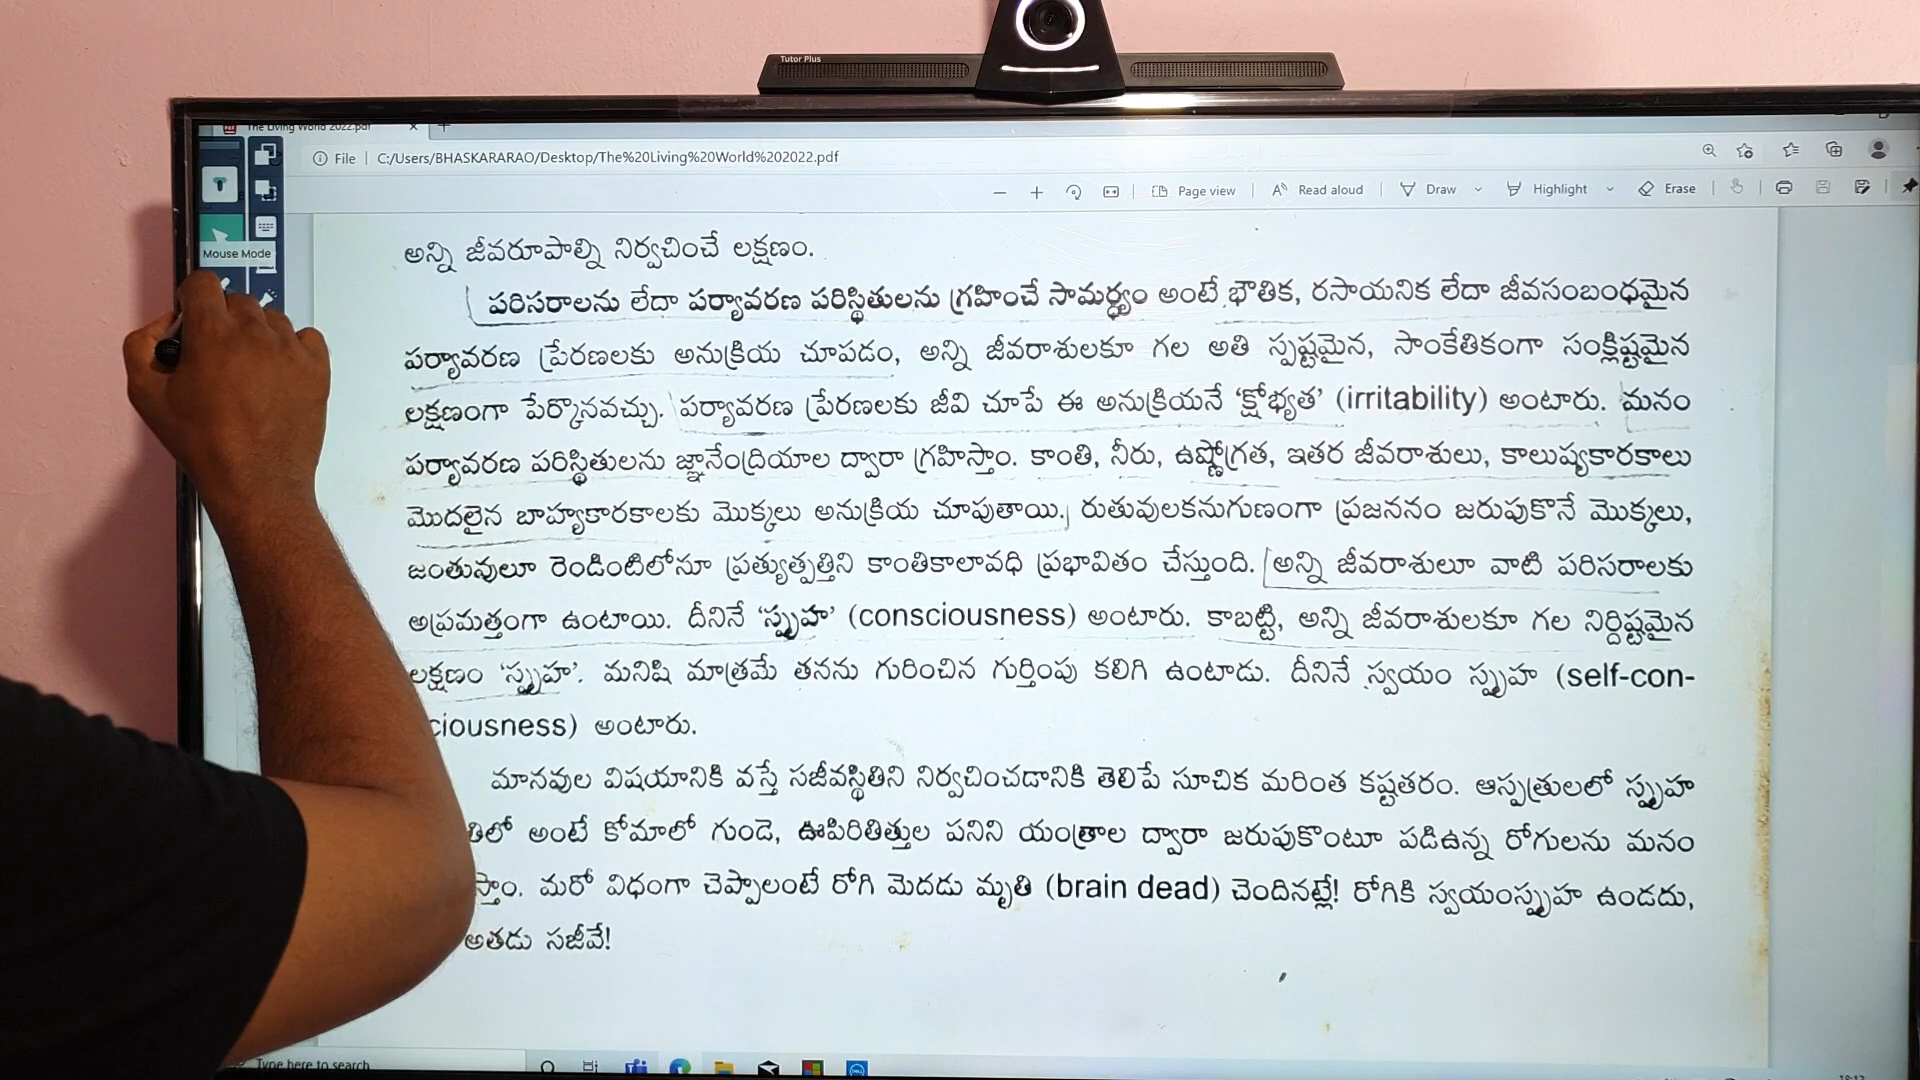 Tutor Plus
The Living World 2022.pdf
File
C:/Users/BHASKARARAO/Desktop/The%20Living%20World%202022.pdf
Page view
Read aloud
Draw
Highlight
Erase
Mouse Mode
అన్ని జీవరూపాల్ని నిర్వచించే లక్షణం.
పరిసరాలను లేదా పర్యావరణ పరిస్థితులను గ్రహించే సామర్థ్యం అంటే భౌతిక, రసాయనిక లేదా జీవసంబంధమైన
పర్యావరణ ప్రేరణలకు అనుక్రియ చూపడం, అన్ని జీవరాశులకూ గల అతి స్పష్టమైన, సాంకేతికంగా సంక్లిష్టమైన
లక్షణంగా పేర్కొనవచ్చు. పర్యావరణ ప్రేరణలకు జీవి చూపే ఈ అనుక్రియనే ‘క్షోభ్యత’ (irritability) అంటారు. మనం
పర్యావరణ పరిస్థితులను జ్ఞానేంద్రియాల ద్వారా గ్రహిస్తాం. కాంతి, నీరు, ఉష్ణోగ్రత, ఇతర జీవరాశులు, కాలుష్యకారకాలు
మొదలైన బాహ్యకారకాలకు మొక్కలు అనుక్రియ చూపుతాయి. రుతువులకనుగుణంగా ప్రజననం జరుపుకొనే మొక్కలు,
జంతువులూ రెండింటిలోనూ ప్రత్యుత్పత్తిని కాంతికాలావధి ప్రభావితం చేస్తుంది. అన్ని జీవరాశులూ వాటి పరిసరాలకు
అప్రమత్తంగా ఉంటాయి. దీనినే ‘స్పృహ’ (consciousness) అంటారు. కాబట్టి, అన్ని జీవరాశులకూ గల నిర్దిష్టమైన
లక్షణం ‘స్పృహ’. మనిషి మాత్రమే తనను గురించిన గుర్తింపు కలిగి ఉంటాడు. దీనినే స్వయం స్పృహ (self-con-
ciousness) అంటారు.
మానవుల విషయానికి వస్తే సజీవస్థితిని నిర్వచించడానికి తెలిపే సూచిక మరింత కష్టతరం. ఆస్పత్రులలో స్పృహ
అంటే కోమాలో గుండె, ఊపిరితిత్తుల పనిని యంత్రాల ద్వారా జరుపుకొంటూ పడిఉన్న రోగులను మనం
మరో విధంగా చెప్పాలంటే రోగి మెదడు మృతి (brain dead) చెందినట్లే! రోగికి స్వయంస్పృహ ఉండదు,
అతడు సజీవే!
Type here to search